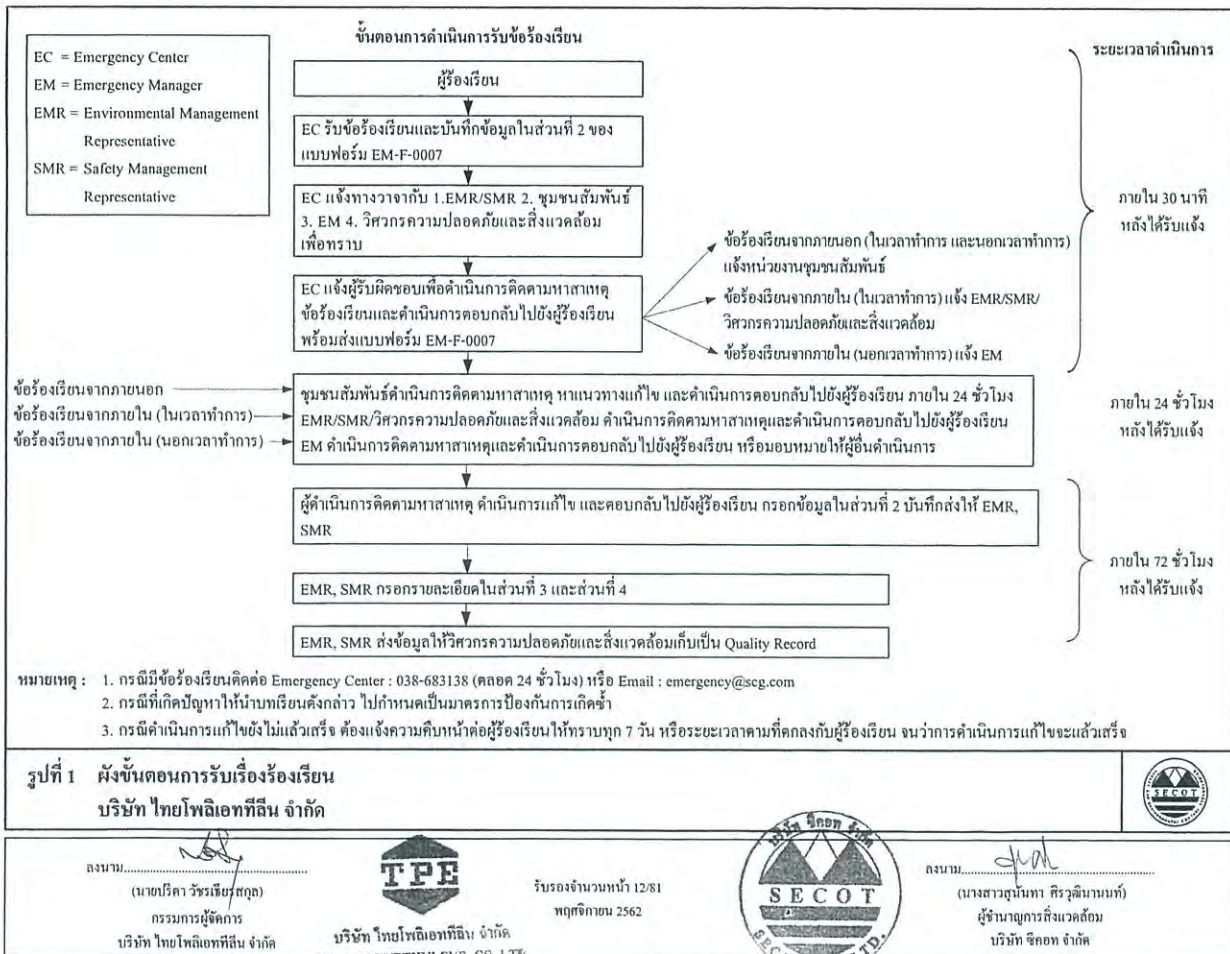 ขั้นตอนการดำเนินการรับข้อร้องเรียน
ระยะเวลาดำเนินการ
EC = Emergency Center
EM = Emergency Manager
EMR = Environmental Management
Representative
SMR = Safety Management
Representative
ผู้ร้องเรียน
EC รับข้อร้องเรียนและบันทึกข้อมูลในส่วนที่ 2 ของ
แบบฟอร์ม EM-F-0007
EC แจ้งทางวาจากับ 1.EMR/SMR 2. ชุมชนสัมพันธ์
3. EM 4. วิศวกรความปลอดภัยและสิ่งแวดล้อม
เพื่อทราบ
EC แจ้งผู้รับผิดชอบเพื่อดำเนินการติดตามหาสาเหตุ
ข้อร้องเรียนและดำเนินการตอบกลับไปยังผู้ร้องเรียน
พร้อมส่งแบบฟอร์ม EM-F-0007
ข้อร้องเรียนจากภายนอก (ในเวลาทำการ และนอกเวลาทำการ)
แจ้งหน่วยงานชุมชนสัมพันธ์
ข้อร้องเรียนจากภายใน (ในเวลาทำการ) แจ้ง EMR/SMR/
วิศวกรความปลอดภัยและสิ่งแวดล้อม
ข้อร้องเรียนจากภายใน (นอกเวลาทำการ) แจ้ง EM
ภายใน 30 นาที
หลังได้รับแจ้ง
ข้อร้องเรียนจากภายนอก
ข้อร้องเรียนจากภายใน (ในเวลาทำการ)
ข้อร้องเรียนจากภายใน (นอกเวลาทำการ)
ชุมชนสัมพันธ์ดำเนินการติดตามหาสาเหตุ หาแนวทางแก้ไข และดำเนินการตอบกลับไปยังผู้ร้องเรียน ภายใน 24 ชั่วโมง
EMR/SMR/วิศวกรความปลอดภัยและสิ่งแวดล้อม ดำเนินการติดตามหาสาเหตุและดำเนินการตอบกลับไปยังผู้ร้องเรียน
EM ดำเนินการติดตามหาสาเหตุและดำเนินการตอบกลับไปยังผู้ร้องเรียน หรือมอบหมายให้ผู้อื่นดำเนินการ
ภายใน 24 ชั่วโมง
หลังได้รับแจ้ง
ผู้ดำเนินการติดตามหาสาเหตุ ดำเนินการแก้ไข และตอบกลับไปยังผู้ร้องเรียน กรอกข้อมูลในส่วนที่ 2 บันทึกส่งให้ EMR,
SMR
EMR, SMR กรอกรายละเอียดในส่วนที่ 3 และส่วนที่ 4
EMR, SMR ส่งข้อมูลให้วิศวกรความปลอดภัยและสิ่งแวดล้อมเก็บเป็น Quality Record
ภายใน 72 ชั่วโมง
หลังได้รับแจ้ง
หมายเหตุ : 1. กรณีมีข้อร้องเรียนติดต่อ Emergency Center : 038-683138 (ตลอด 24 ชั่วโมง) หรือ Email : emergency@scg.com
2. กรณีที่เกิดปัญหาให้นำบทเรียนดังกล่าว ไปกำหนดเป็นมาตรการป้องกันการเกิดซ้ำ
3. กรณีดำเนินการแก้ไขยังไม่แล้วเสร็จ ต้องแจ้งความคืบหน้าต่อผู้ร้องเรียนให้ทราบทุก 7 วัน หรือระยะเวลาตามที่ตกลงกับผู้ร้องเรียน จนกว่าการดำเนินการแก้ไขจะแล้วเสร็จ
รูปที่ 1 ผังขั้นตอนการรับเรื่องร้องเรียน
บริษัท ไทยโพลิเอททีลีน จำกัด
SECOT
ลงนาม
(นายปรีดา วัชรเธียรสกุล)
กรรมการผู้จัดการ
บริษัท ไทยโพลิเอททีลีน จำกัด
TPE
บริษัท ไทยโพลิเอททีลีน จำกัด
รับรองจำนวนหน้า 12/81
พฤศจิกายน 2562
บริษัท ซีคอท จำกัด
SECOT
ลงนาม
(นางสาวสุนันทา ศิรวุฒินานนท์)
ผู้ชำนาญการสิ่งแวดล้อม
บริษัท ซีคอท จำกัด